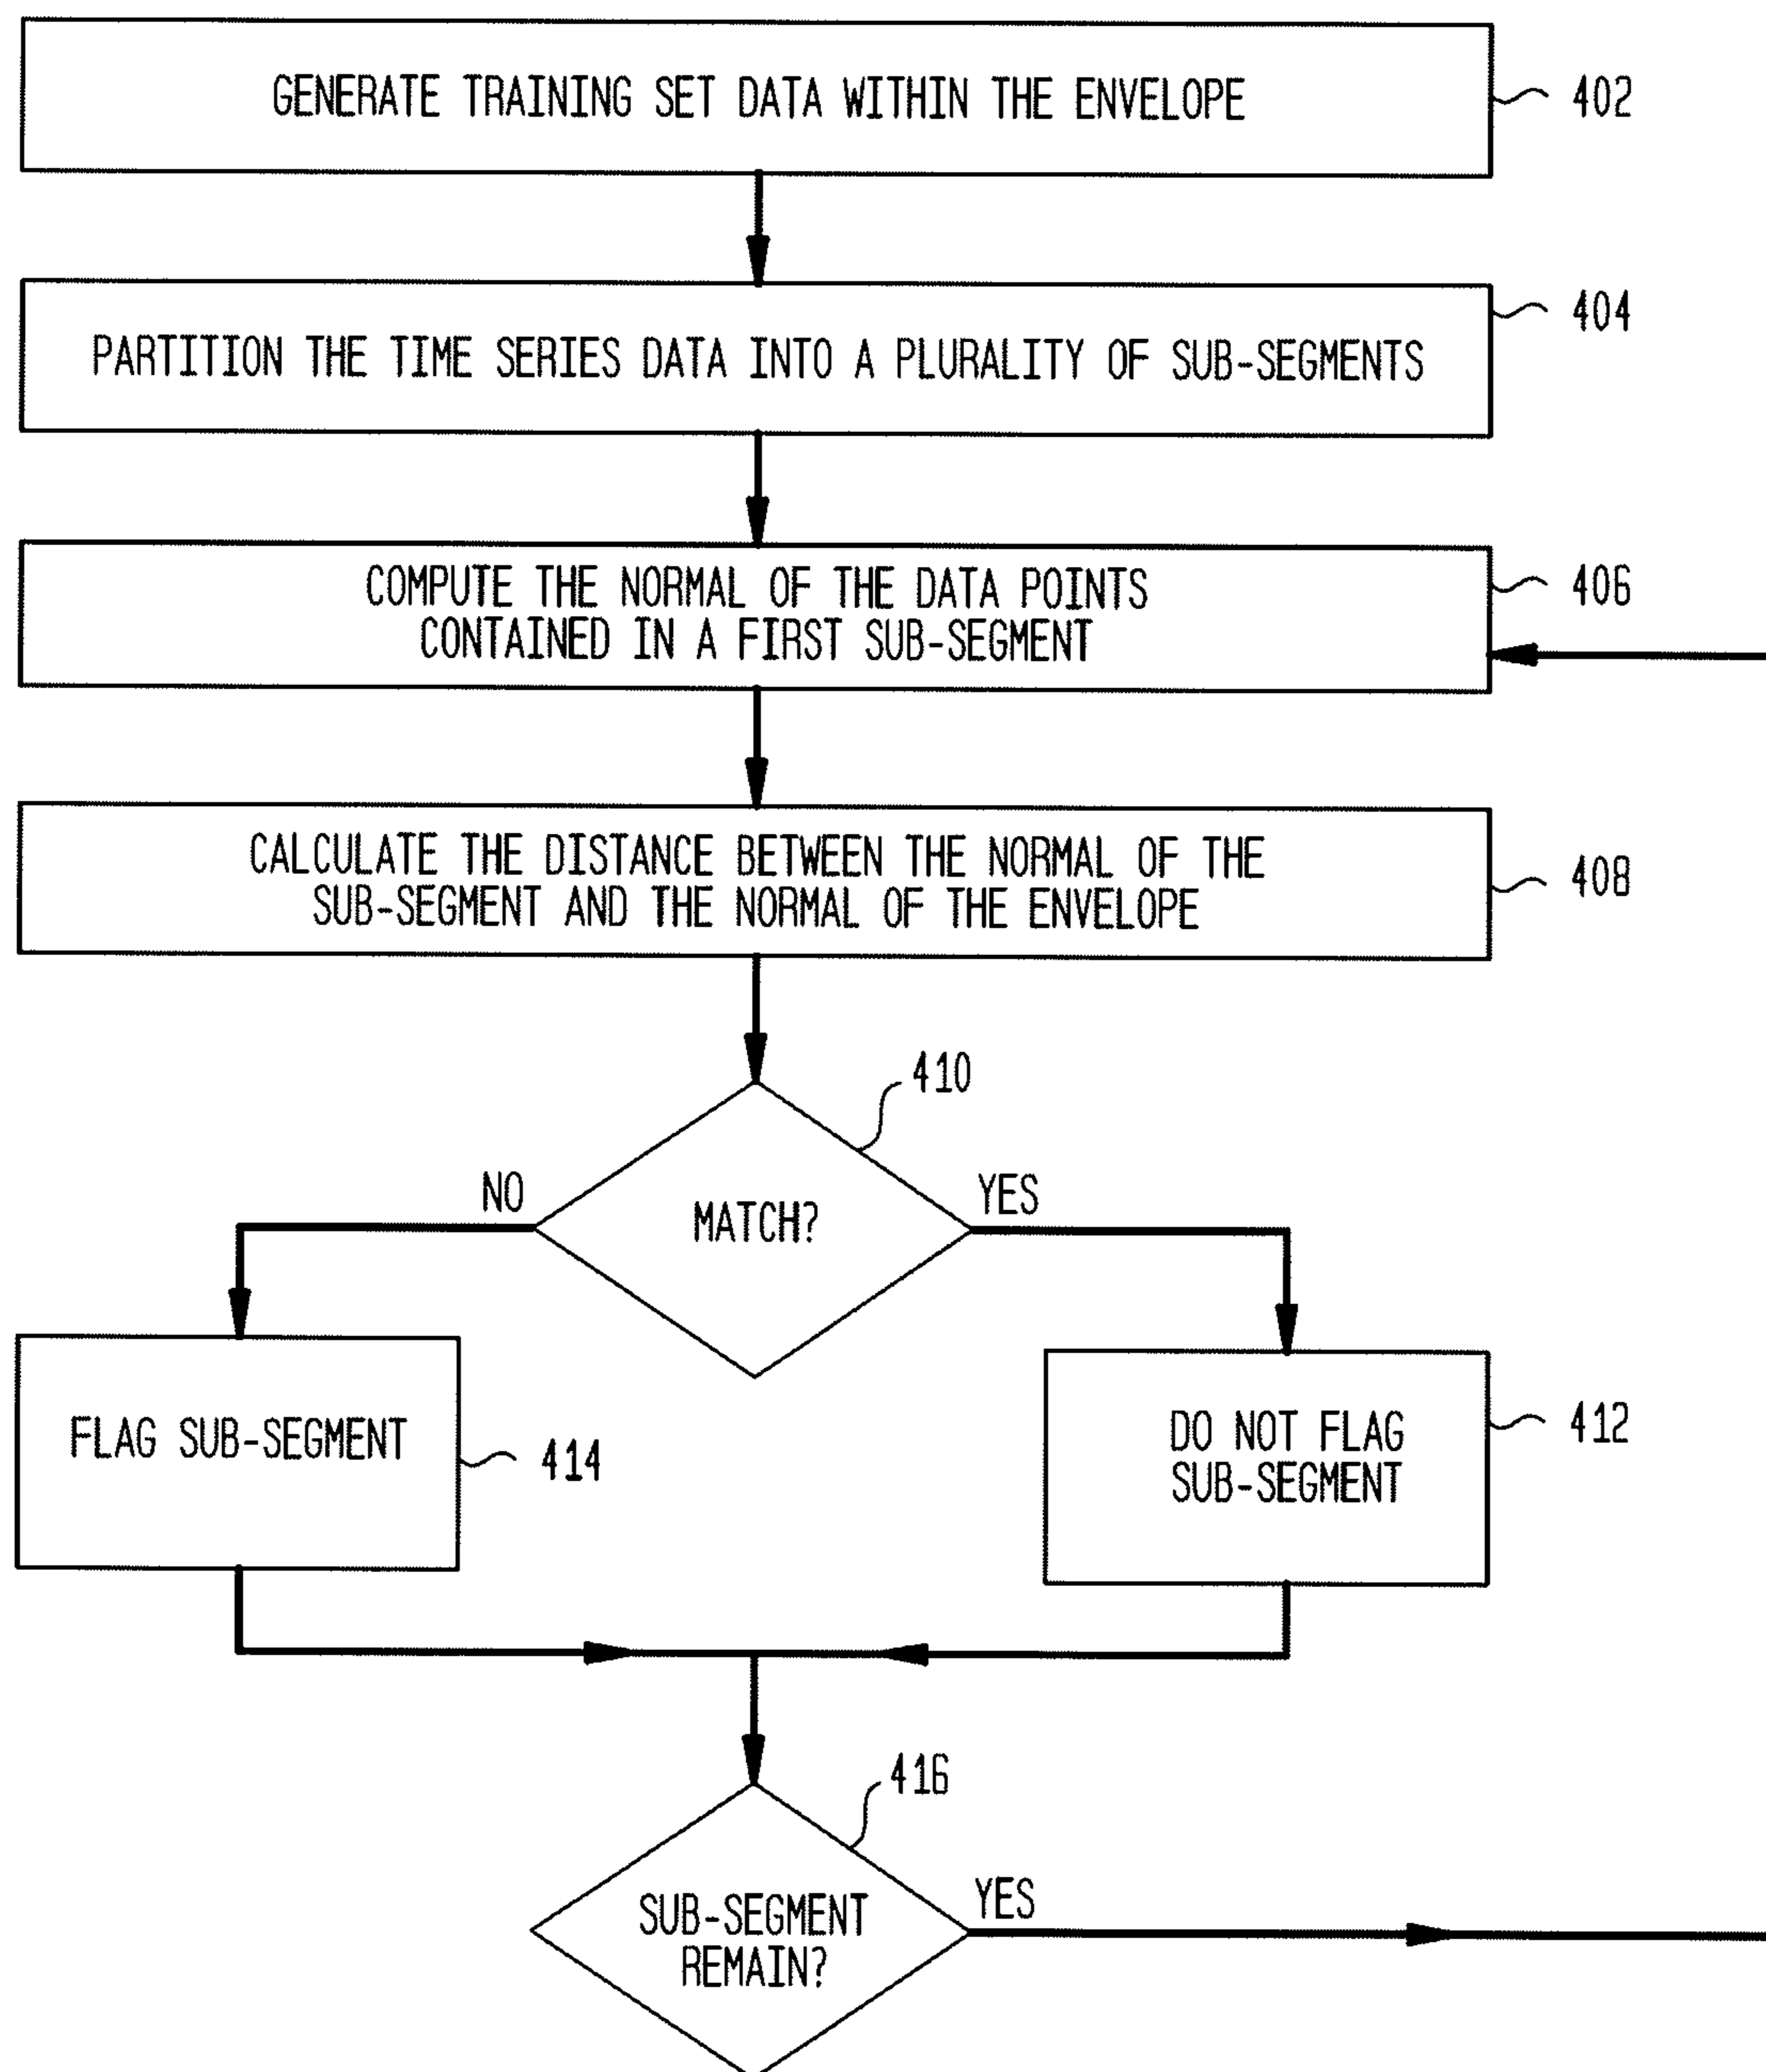 GENERATE TRAINING SET DATA WITHIN THE ENVELOPE
402
PARTITION THE TIME SERIES DATA INTO A PLURALITY OF SUB-SEGMENTS
404
COMPUTE THE NORMAL OF THE DATA POINTS
CONTAINED IN A FIRST SUB-SEGMENT
406
CALCULATE THE DISTANCE BETWEEN THE NORMAL OF THE
SUB-SEGMENT AND THE NORMAL OF THE ENVELOPE
408
410
NO
MATCH?
YES
FLAG SUB-SEGMENT
414
DO NOT FLAG
SUB-SEGMENT
412
416
SUB-SEGMENT
REMAIN?
YES